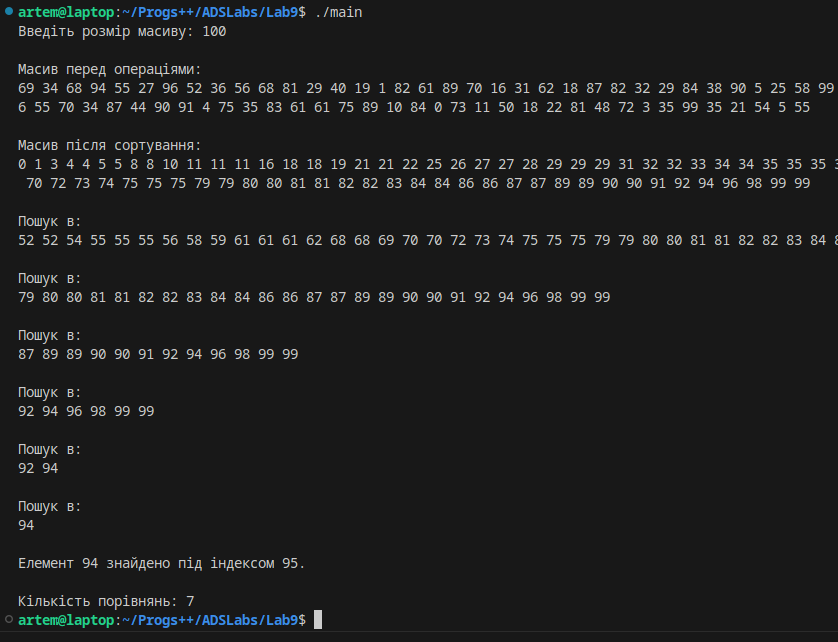 artem@laptop:~/Progs++/ADSLabs/Lab9$ ./main
Введіть розмір масиву: 100
Масив перед операціями:
69 34 68 94 55 27 96 52 36 56 68 81 29 40 19 1 82 61 89 70 16 31 62 18 87 82 32 29 84 38 90 5 25 58 99
6 55 70 34 87 44 90 91 4 75 35 83 61 61 75 89 10 84 0 73 11 50 18 22 81 48 72 3 35 99 35 21 54 5 55
Масив після сортування:
0 1 3 4 4 5 5 8 8 10 11 11 11 16 18 18 19 21 21 22 25 26 27 27 28 29 29 29 31 32 32 33 34 34 35 35 35
70 72 73 74 75 75 75 79 79 80 80 81 81 82 82 83 84 84 86 86 87 87 89 89 90 90 91 92 94 96 98 99 99
Пошук в:
52 52 54 55 55 55 56 58 59 61 61 61 62 68 68 69 70 70 72 73 74 75 75 75 79 79 80 80 81 81 82 82 83 84
Пошук в:
79 80 80 81 81 82 82 83 84 84 86 86 87 87 89 89 90 90 91 92 94 96 98 99 99
Пошук в:
87 89 89 90 90 91 92 94 96 98 99 99
Пошук в:
92 94 96 98 99 99
Пошук в:
92 94
Пошук в:
94
Елемент 94 знайдено під індексом 95.
Кількість порівнянь: 7
artem@laptop:~/Progs++/ADSLabs/Lab9$